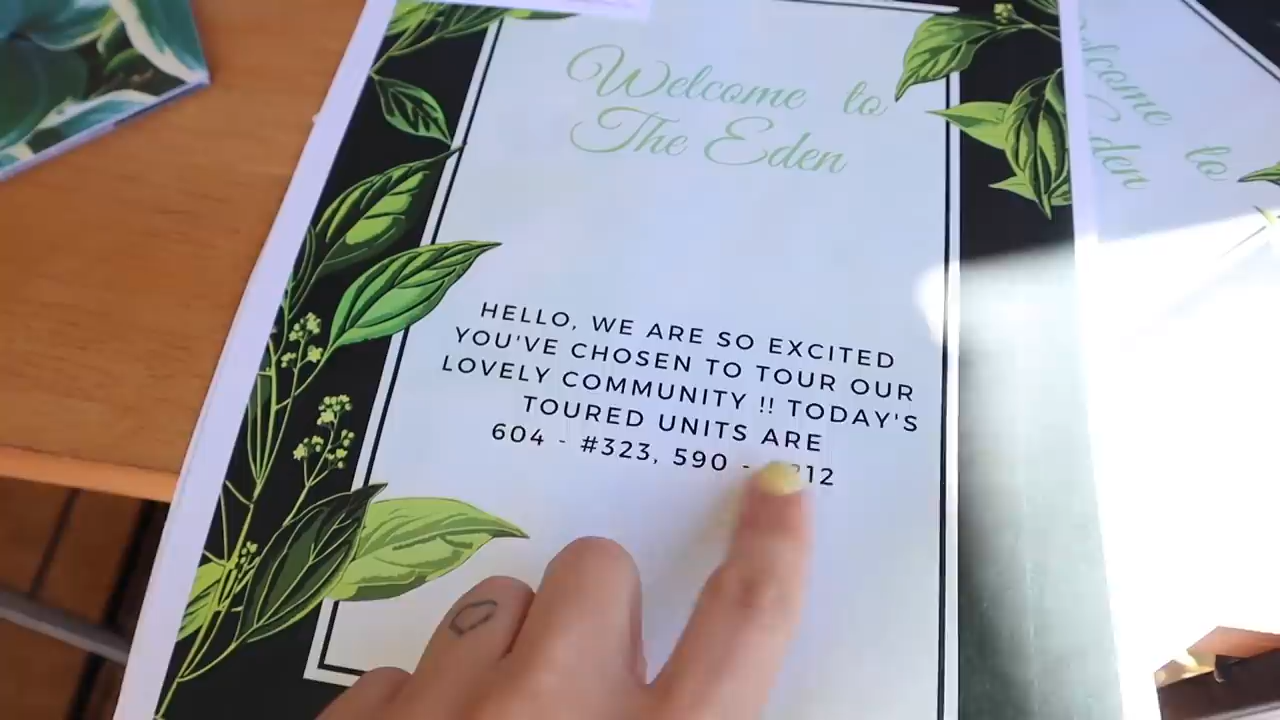 Welcome to
The Eden
HELLO, WE ARE SO EXCITED
YOU'VE CHOSEN TO TOUR OUR
LOVELY COMMUNITY !! TODAY'S
TOURED UNITS ARE
604 - #323, 590 -
to